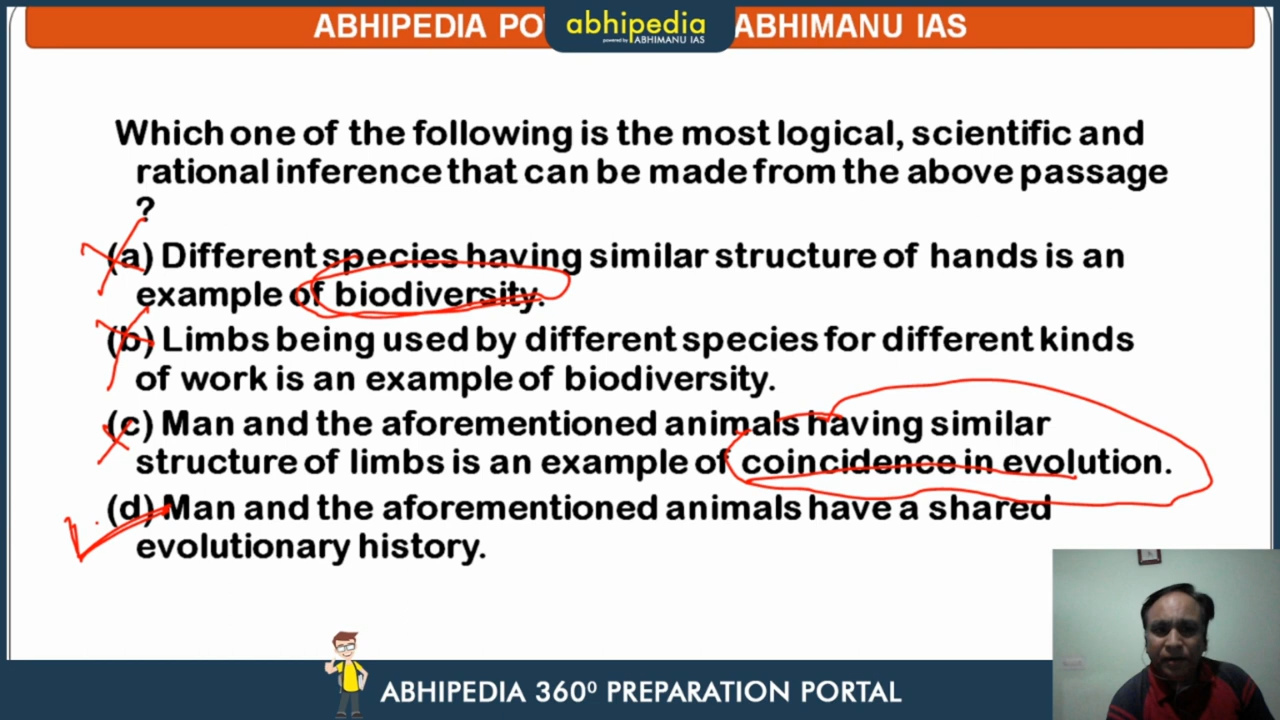 ABHIPEDIA PO
abhipedia
powered by ABHIMANU IAS
ABHIMANU IAS
Which one of the following is the most logical, scientific and
rational inference that can be made from the above passage
?
(a) Different species having similar structure of hands is an
example of biodiversity.
(b) Limbs being used by different species for different kinds
of work is an example of biodiversity.
(c) Man and the aforementioned animals having similar
structure of limbs is an example of coincidence in evolution.
(d) Man and the aforementioned animals have a shared
evolutionary history.
ABHIPEDIA 360⁰ PREPARATION PORTAL